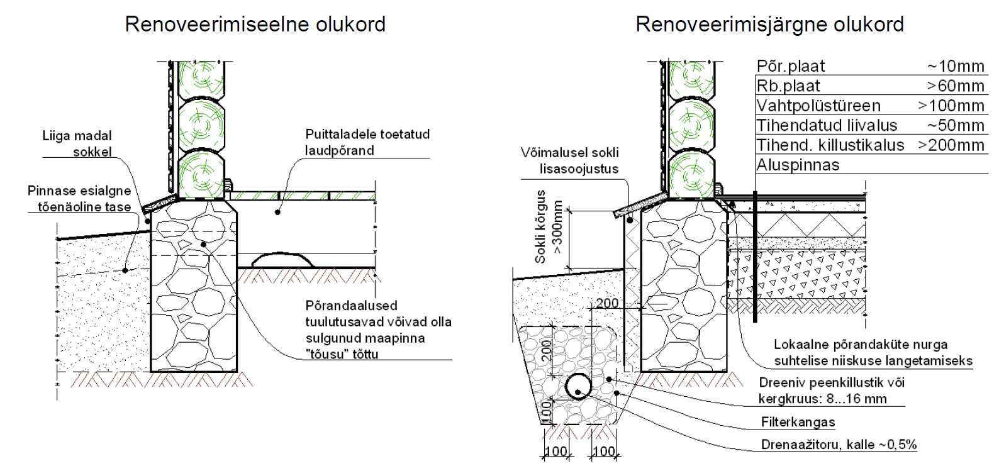 Renoveerimiseelne olukord
Liiga madal
sokkel
Pinnase esialgne
tõenäoline tase
Puittaladele toetatud
laudpõrand
Põrandaalused
tuulutusavad võivad olla
sulgunud maapinna
"tõusu" tõttu
Renoveerimisjärgne olukord
Põr.plaat ~10mm
Rb.plaat >60mm
Vahtpolüstüreen >100mm
Tihendatud liivalus ~50mm
Tihend. killustikalus >200mm
Aluspinnas
Võimalusel sokli
lisasoojustus
Sokli kõrgus
>300mm
200
200
100
100
100
Lokaalne põrandaküte nurga
suhtelise niiskuse langetamiseks
Dreeniv peenkillustik või
kergkruus: 8...16 mm
Filterkangas
Drenaažitoru, kalle ~0,5%